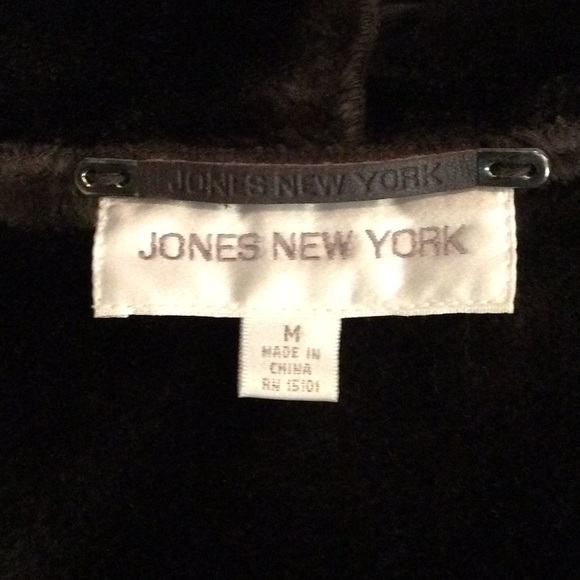 JONES NEW YORK
JONES NEW YORK
M
MADE IN
CHINA
RN 15101